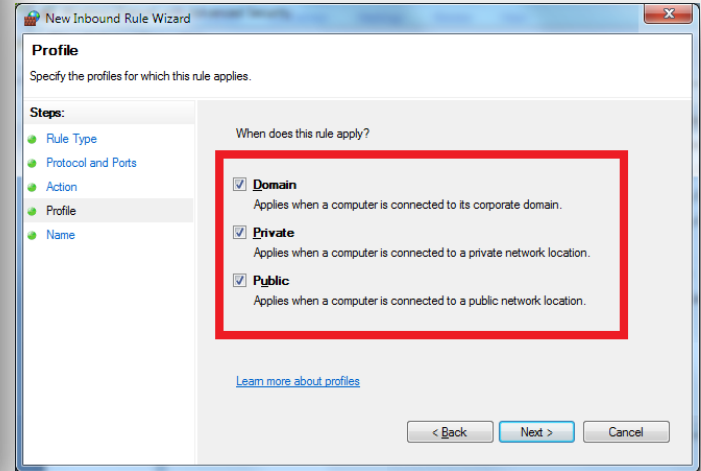 New Inbound Rule Wizard
Profile
Specify the profiles for which this rule applies.
Steps:
Rule Type
Protocol and Ports
Action
Profile
Name
When does this rule apply?
Domain
Applies when a computer is connected to its corporate domain.
Private
Applies when a computer is connected to a private network location.
Public
Applies when a computer is connected to a public network location.
Learn more about profiles
< Back
Next >
Cancel